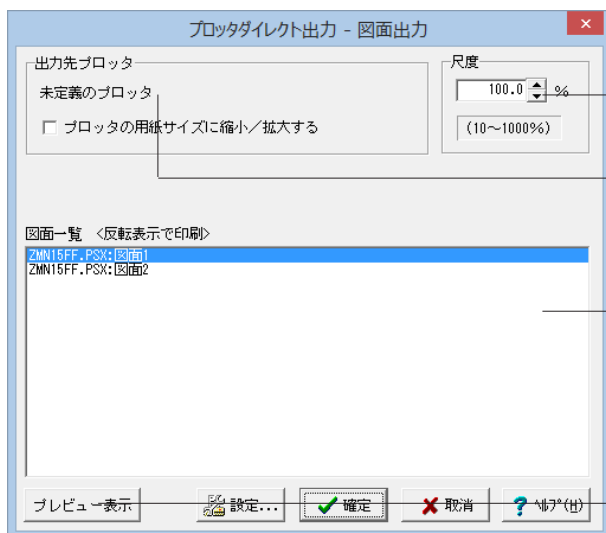 プロッタダイレクト出力 - 図面出力
出力先プロッタ
未定義のプロッタ
プロッタの用紙サイズに縮小／拡大する
尺度
100.0 %
(10～1000%)
図面一覧 <反転表示で印刷>
ZMN15FF.PSX:図面1
ZMN15FF.PSX:図面2
プレビュー表示 設定... 確定 取消 ? ﾍﾙﾌﾟ(H)